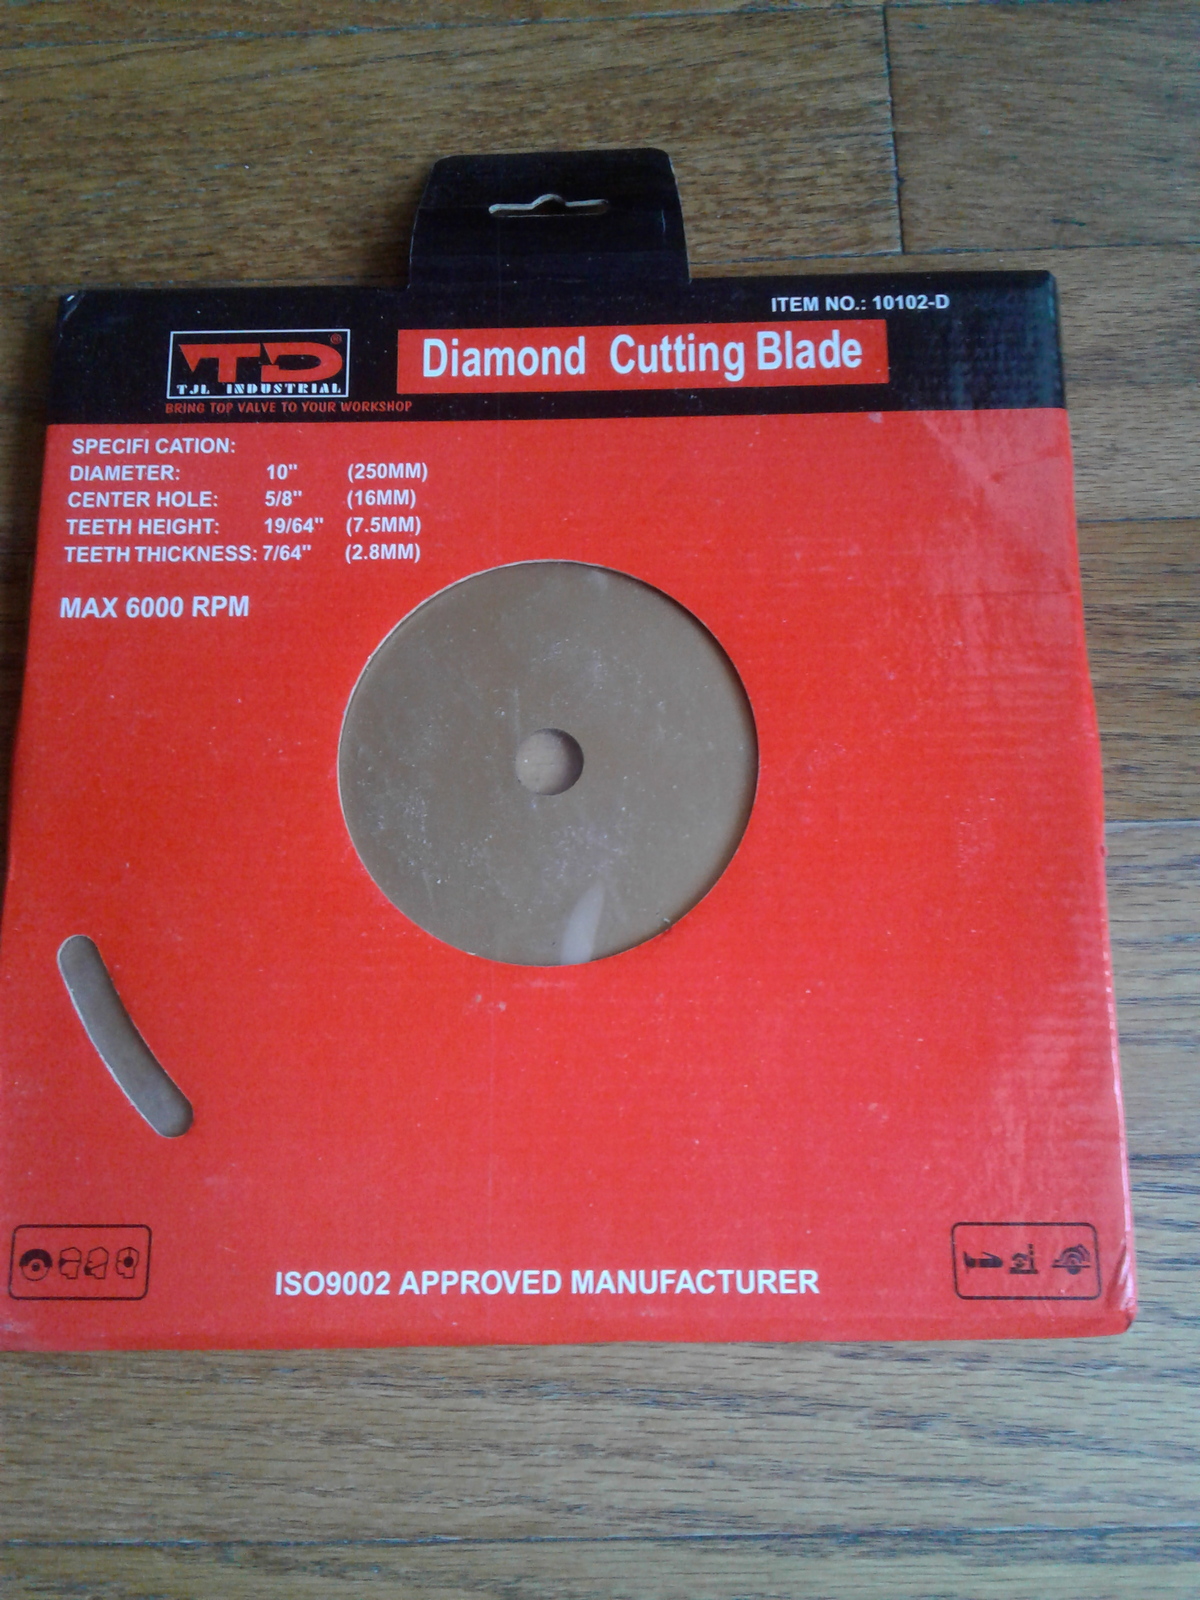 ITEM NO.: 10102-D
TD®
TJL INDUSTRIAL
BRING TOP VALVE TO YOUR WORKSHOP
Diamond Cutting Blade
SPECIFI CATION:
DIAMETER: 10" (250MM)
CENTER HOLE: 5/8" (16MM)
TEETH HEIGHT: 19/64" (7.5MM)
TEETH THICKNESS: 7/64" (2.8MM)
MAX 6000 RPM
ISO9002 APPROVED MANUFACTURER